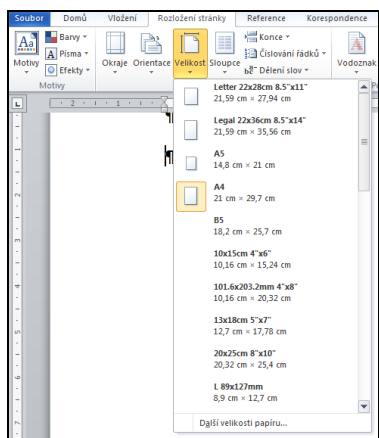 Soubor Domů Vložení Rozložení stránky Reference Korespondence
Barvy
Písma
Efekty
Motivy
Okraje Orientace Velikost Sloupce
Konce
Číslování řádků
Dělení slov
Vodoznak
Motivy
2 1 1
Letter 22x28cm 8.5"x11"
21,59 cm × 27,94 cm
Legal 22x36cm 8.5"x14"
21,59 cm × 35,56 cm
A5
14,8 cm × 21 cm
A4
21 cm × 29,7 cm
B5
18,2 cm × 25,7 cm
10x15cm 4"x6"
10,16 cm × 15,24 cm
101.6x203.2mm 4"x8"
10,16 cm × 20,32 cm
13x18cm 5"x7"
12,7 cm × 17,78 cm
20x25cm 8"x10"
20,32 cm × 25,4 cm
L 89x127mm
8,9 cm × 12,7 cm
Další velikosti papíru...